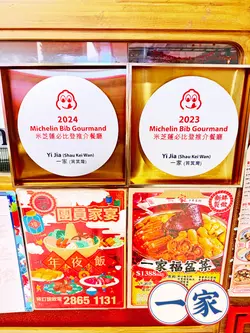 2024
Michelin Bib Gourmand
米芝蓮必比登推介餐廳
Yi Jia (Shau Kei Wan)
一家 (筲箕灣)
2023
Michelin Bib Gourmand
米芝蓮必比登推介餐廳
Yi Jia (Shau Kei Wan)
一家 (筲箕灣)
團員家宴
年夜飯
2865 1131
一家福盆菜
$1388
一家